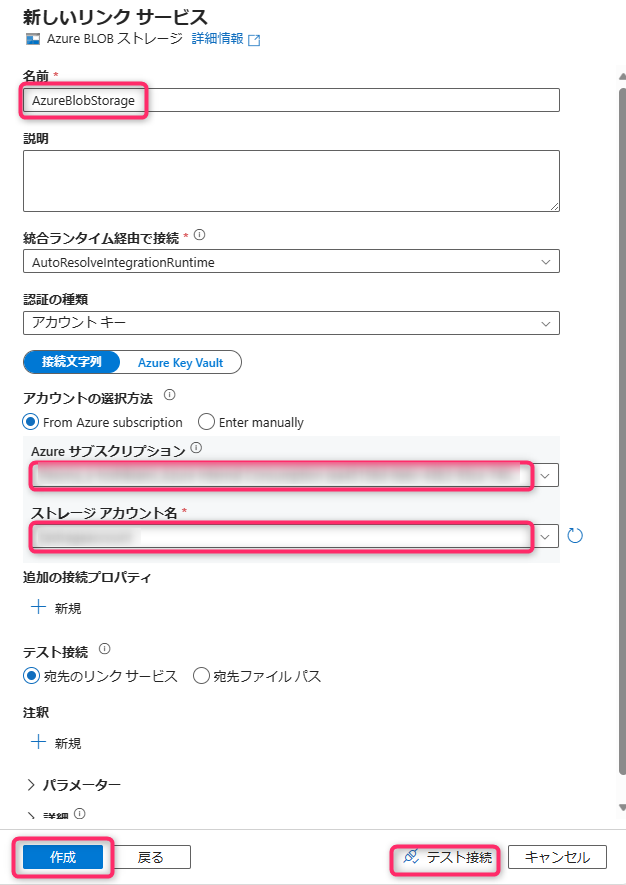 新しいリンク サービス
Azure BLOB ストレージ 詳細情報
名前 *
AzureBlobStorage
説明
統合ランタイム経由で接続 *
AutoResolveIntegrationRuntime
認証の種類
アカウント キー
接続文字列 Azure Key Vault
アカウントの選択方法
From Azure subscription Enter manually
Azure サブスクリプション
ストレージ アカウント名 *
追加の接続プロパティ
+ 新規
テスト接続
宛先のリンク サービス 宛先ファイル パス
注釈
+ 新規
パラメーター
詳細
作成 戻る テスト接続 キャンセル